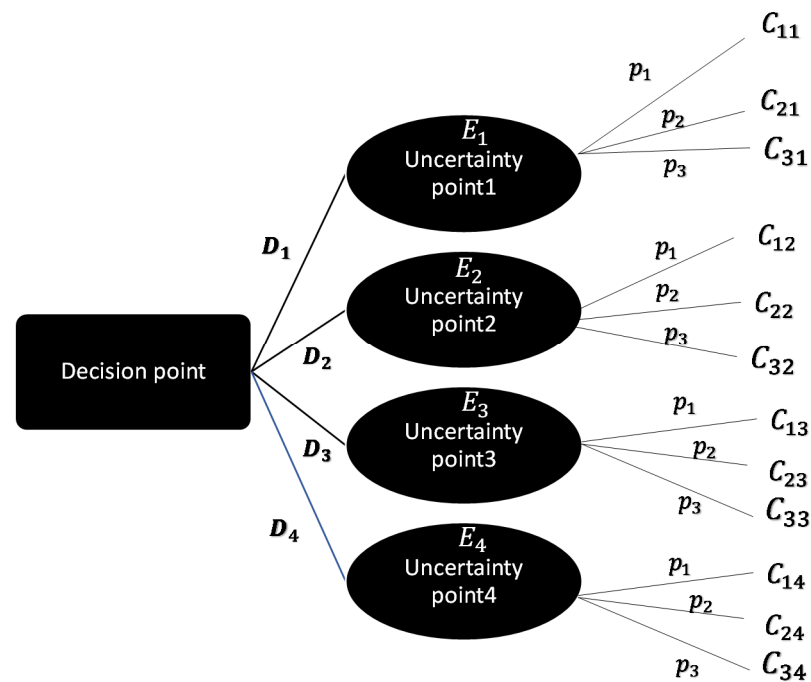 C₁₁
p₁
C₂₁
p₂
E₁
Uncertainty
point1
C₃₁
p₃
D₁
C₁₂
p₁
E₂
Uncertainty
point2
p₂
C₂₂
p₃
C₃₂
Decision point
D₂
E₃
Uncertainty
point3
p₁
C₁₃
D₃
p₂
C₂₃
p₃
C₃₃
D₄
E₄
Uncertainty
point4
p₁
C₁₄
p₂
C₂₄
p₃
C₃₄